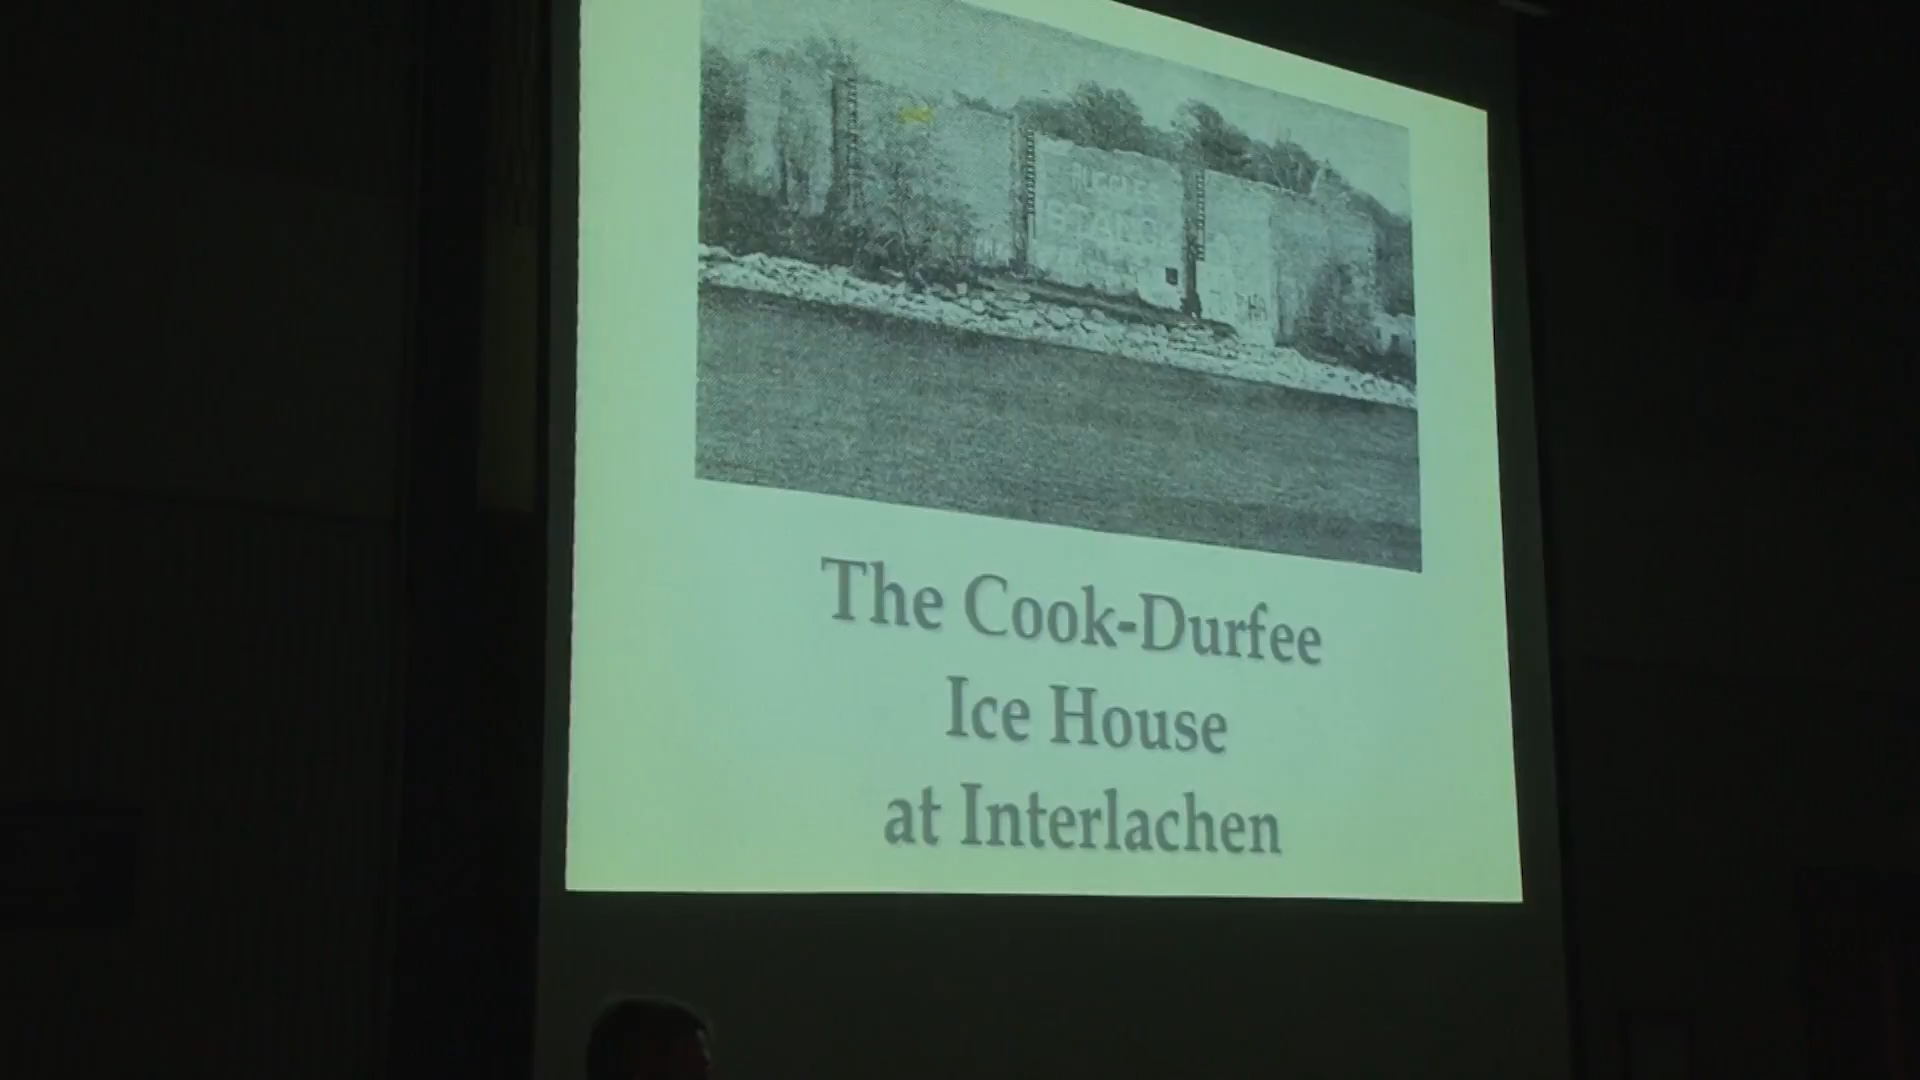 The Cook-Durfee
Ice House
at Interlachen